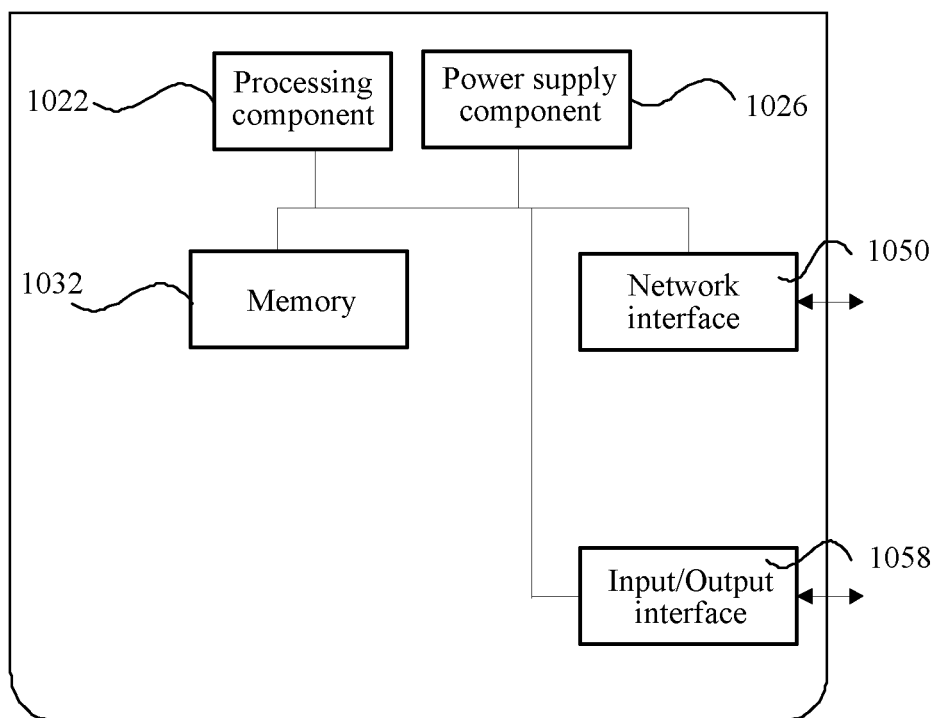 Processing
component
Power supply
component
1022
1026
Memory
1032
Network
interface
1050
Input/Output
interface
1058